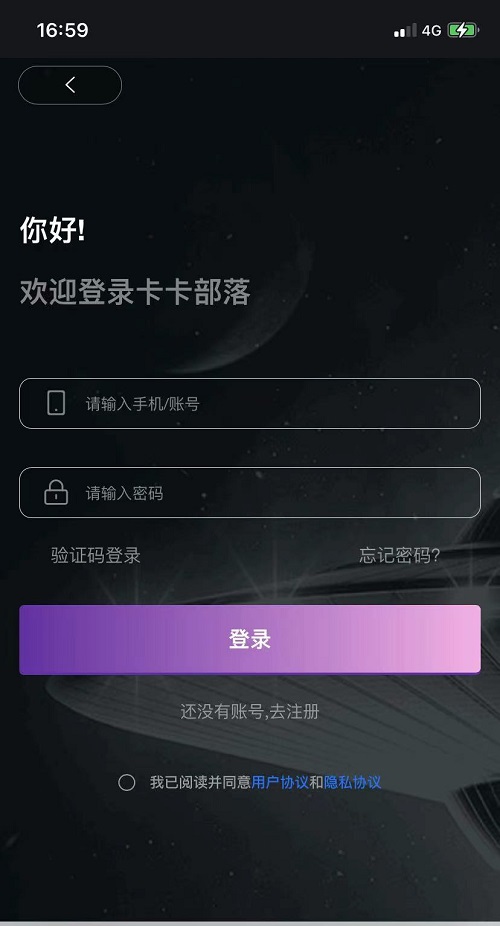 16:59
4G
你好!
欢迎登录卡卡部落
请输入手机/账号
请输入密码
验证码登录
忘记密码?
登录
还没有账号,去注册
我已阅读并同意用户协议和隐私协议